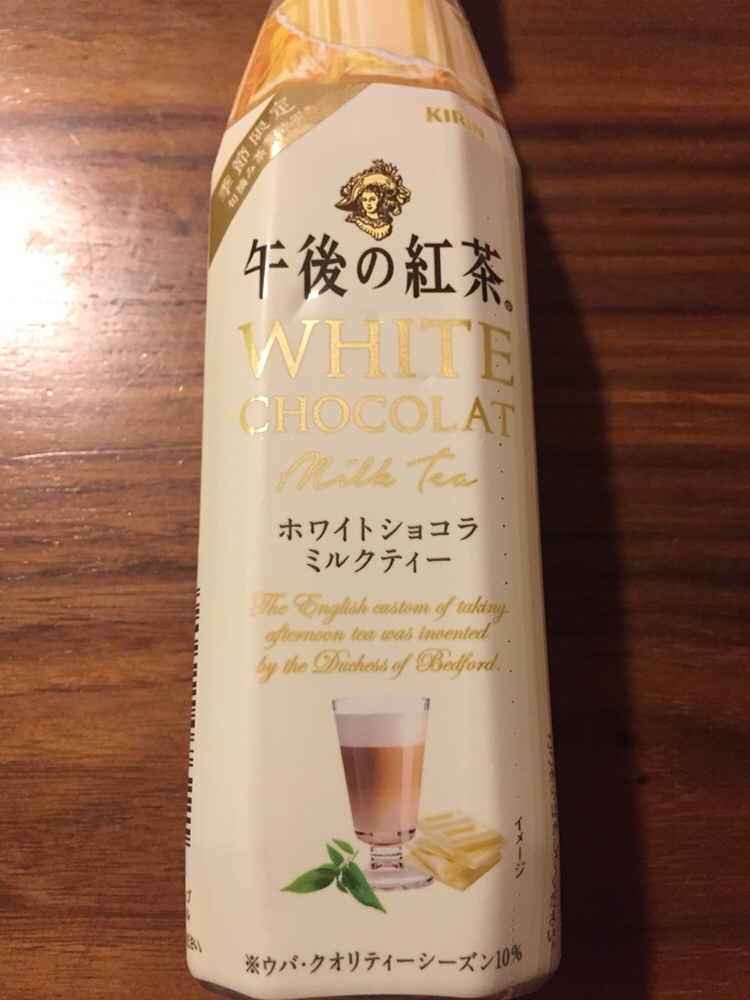 季節限定
KIRIN
午後の紅茶®
WHITE
CHOCOLAT
Milk Tea
ホワイトショコラ
ミルクティー
The English custom of taking
afternoon tea was invented
by the Duchess of Bedford.
イメージ
※ウバ・クオリティーシーズン10%